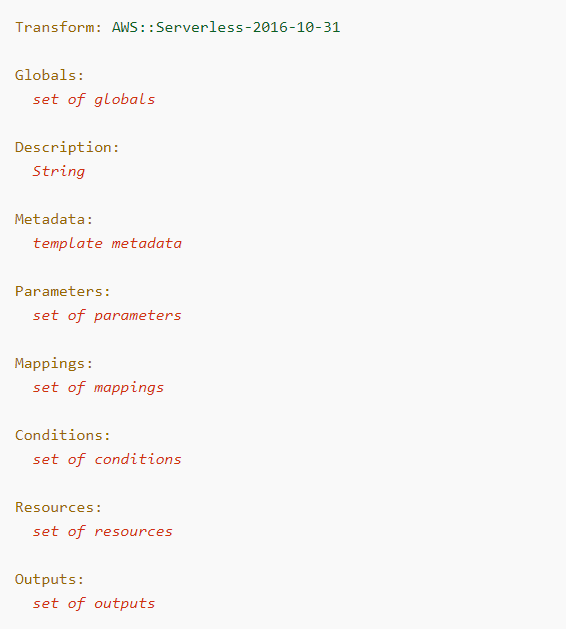 Transform: AWS::Serverless-2016-10-31
Globals:
set of globals
Description:
String
Metadata:
template metadata
Parameters:
set of parameters
Mappings:
set of mappings
Conditions:
set of conditions
Resources:
set of resources
Outputs:
set of outputs